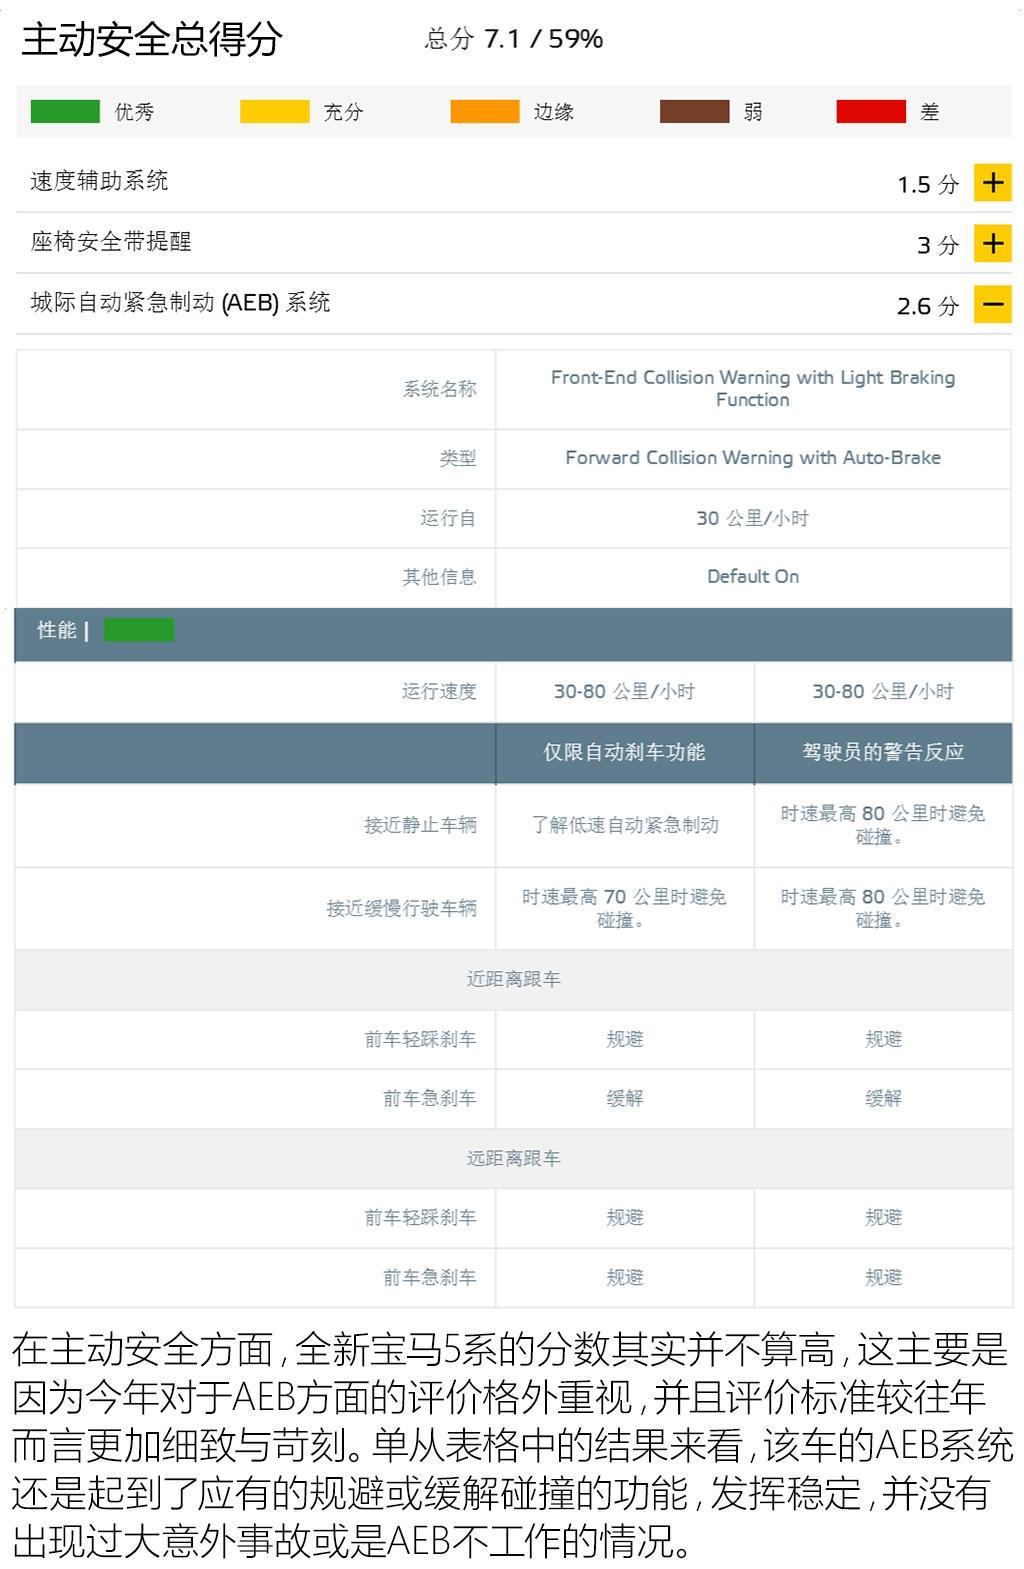 主动安全总得分 总分 7.1 / 59%
优秀 充分 边缘 弱 差
速度辅助系统 1.5 分
座椅安全带提醒 3 分
城际自动紧急制动 (AEB) 系统 2.6 分
系统名称 Front-End Collision Warning with Light Braking
Function
类型 Forward Collision Warning with Auto-Brake
运行自 30 公里/小时
其他信息 Default On
性能 |
运行速度 30-80 公里/小时 30-80 公里/小时
仅限自动刹车功能 驾驶员的警告反应
接近静止车辆 了解低速自动紧急制动 时速最高 80 公里时避免
碰撞。
接近缓慢行驶车辆 时速最高 70 公里时避免 时速最高 80 公里时避免
碰撞。 碰撞。
近距离跟车
前车轻踩刹车 规避 规避
前车急刹车 缓解 缓解
远距离跟车
前车轻踩刹车 规避 规避
前车急刹车 规避 规避
在主动安全方面,全新宝马5系的分数其实并不算高,这主要是
因为今年对于AEB方面的评价格外重视,并且评价标准较往年
而言更加细致与苛刻。单从表格中的结果来看,该车的AEB系统
还是起到了应有的规避或缓解碰撞的功能,发挥稳定,并没有
出现过大意外事故或是AEB不工作的情况。